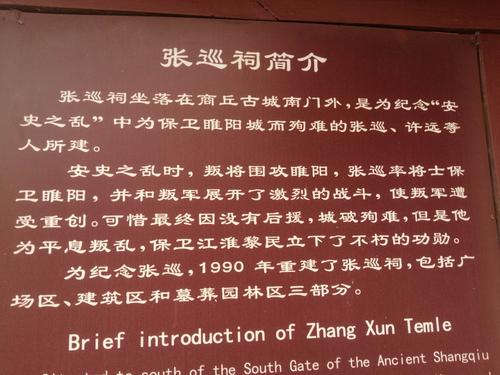 张巡祠简介
张巡祠坐落在商丘古城南门外，是为纪念“安
史之乱”中为保卫睢阳城而殉难的张巡、许远等
人所建。
安史之乱时，叛将围攻睢阳，张巡率将士保
卫睢阳，并和叛军展开了激烈的战斗，使叛军遭
受重创。可惜最终因没有后援，城破殉难，但是他
为平息叛乱，保卫江淮黎民立下了不朽的功勋。
为纪念张巡，1990 年重建了张巡祠，包括广
场区、建筑区和墓葬园林区三部分。
Brief introduction of Zhang Xun Temle
to south of the South Gate of the Ancient Shangqiu